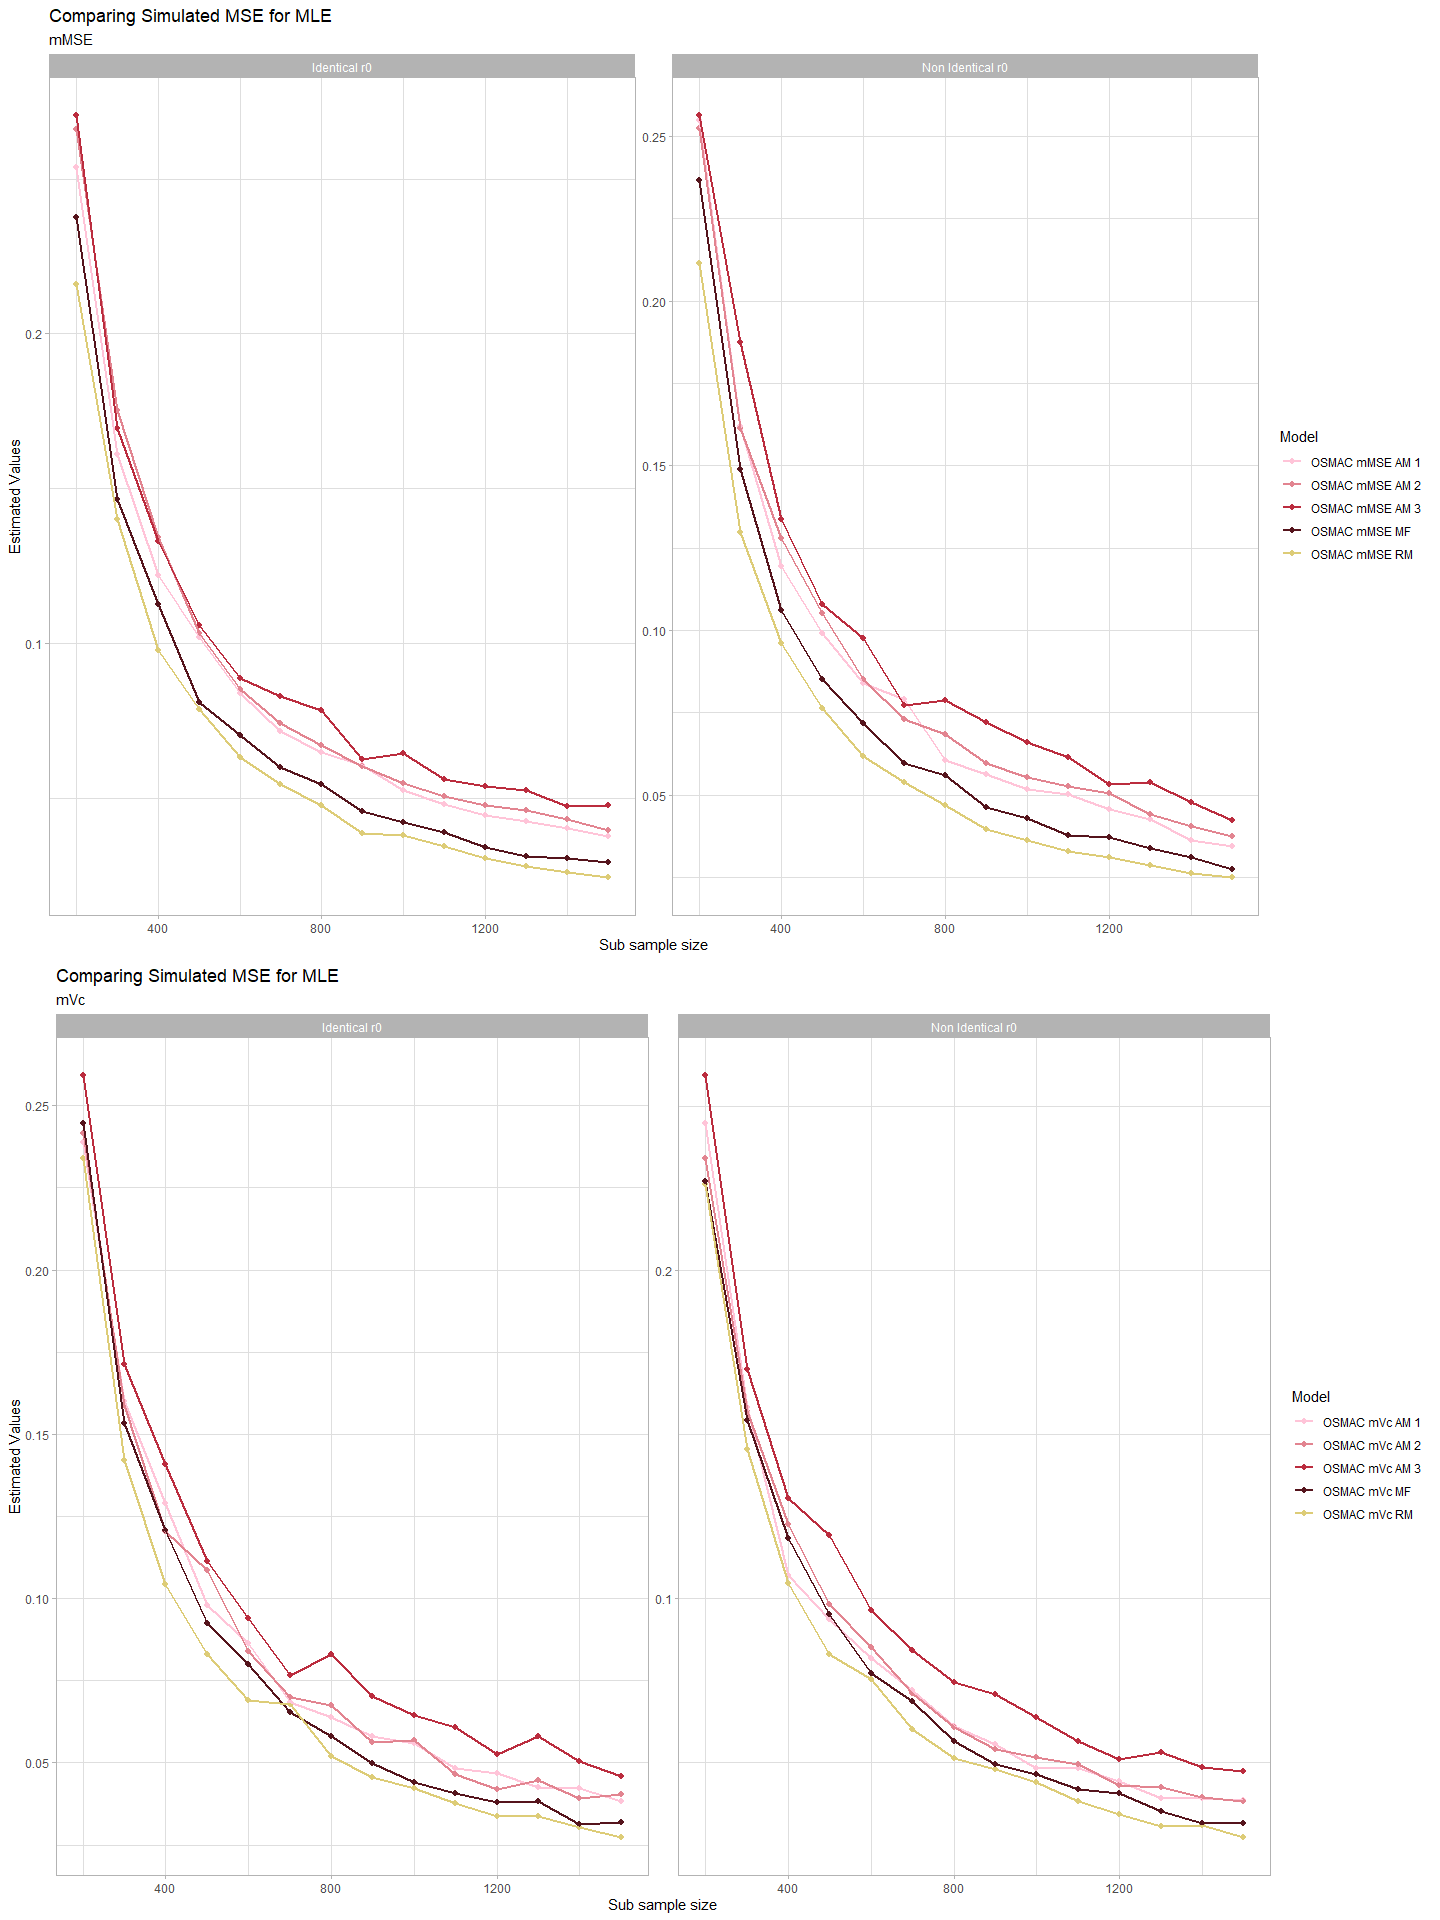 Comparing Simulated MSE for MLE
mMSE
Identical r0
Non Identical r0
Estimated Values
0.2
0.1
0.25
0.20
0.15
0.10
0.05
400
800
1200
400
800
1200
Sub sample size
Model
OSMAC mMSE AM 1
OSMAC mMSE AM 2
OSMAC mMSE AM 3
OSMAC mMSE MF
OSMAC mMSE RM
Comparing Simulated MSE for MLE
mVc
Identical r0
Non Identical r0
Estimated Values
0.25
0.20
0.15
0.10
0.05
0.2
0.1
400
800
1200
400
800
1200
Sub sample size
Model
OSMAC mVc AM 1
OSMAC mVc AM 2
OSMAC mVc AM 3
OSMAC mVc MF
OSMAC mVc RM